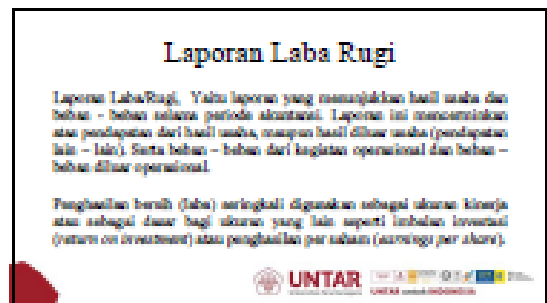 Laporan Laba Rugi
Laporan Laba/Rugi, Yaitu laporan yang menunjukkan hasil usaha dan
beban - beban selama periode akuntansi. Laporan ini mencerminkan
atas pendapatan dari hasil usaha, maupun hasil diluar usaha (pendapatan
lain – lain). Serta beban – beban dari kegiatan operasional dan beban –
beban diluar operasional.
Penghasilan bersih (laba) seringkali digunakan sebagai ukuran kinerja
atau sebagai dasar bagi ukuran yang lain seperti imbalan investasi
(return on investment) atau penghasilan per saham (earnings per share).
UNTAR
UNTAR untuk INDONESIA